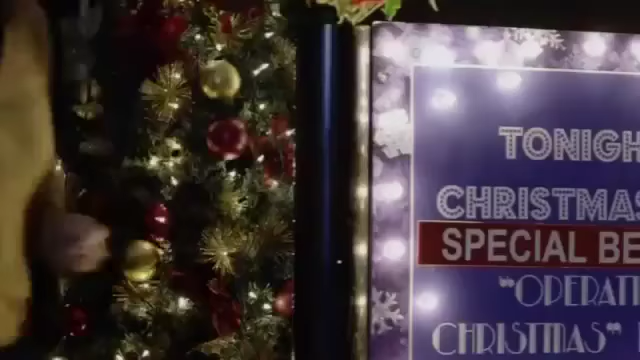 TONIGH
CHRISTMAS
SPECIAL BE
"OPERATI
CHRISTMAS"